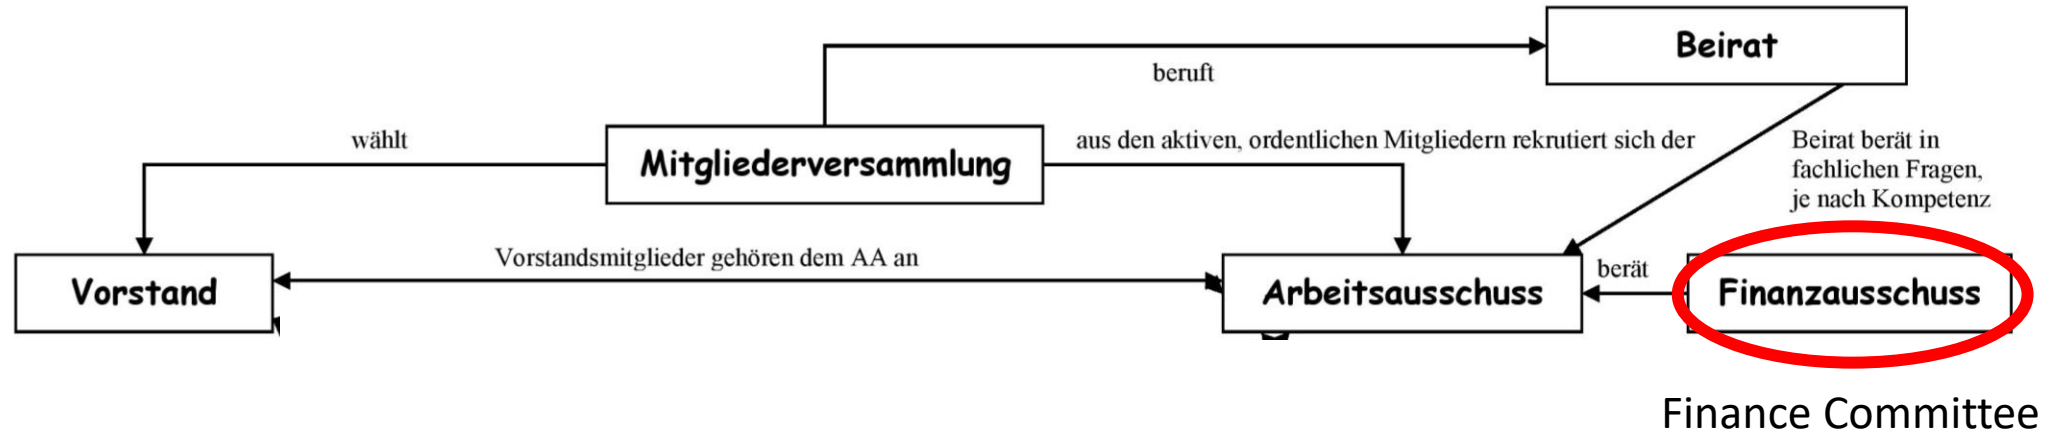 Beirat
beruft
wählt
Mitgliederversammlung
aus den aktiven, ordentlichen Mitgliedern rekrutiert sich der
Beirat berät in
fachlichen Fragen,
je nach Kompetenz
Vorstand
Vorstandsmitglieder gehören dem AA an
Arbeitsausschuss
berät
Finanzausschuss
Finance Committee